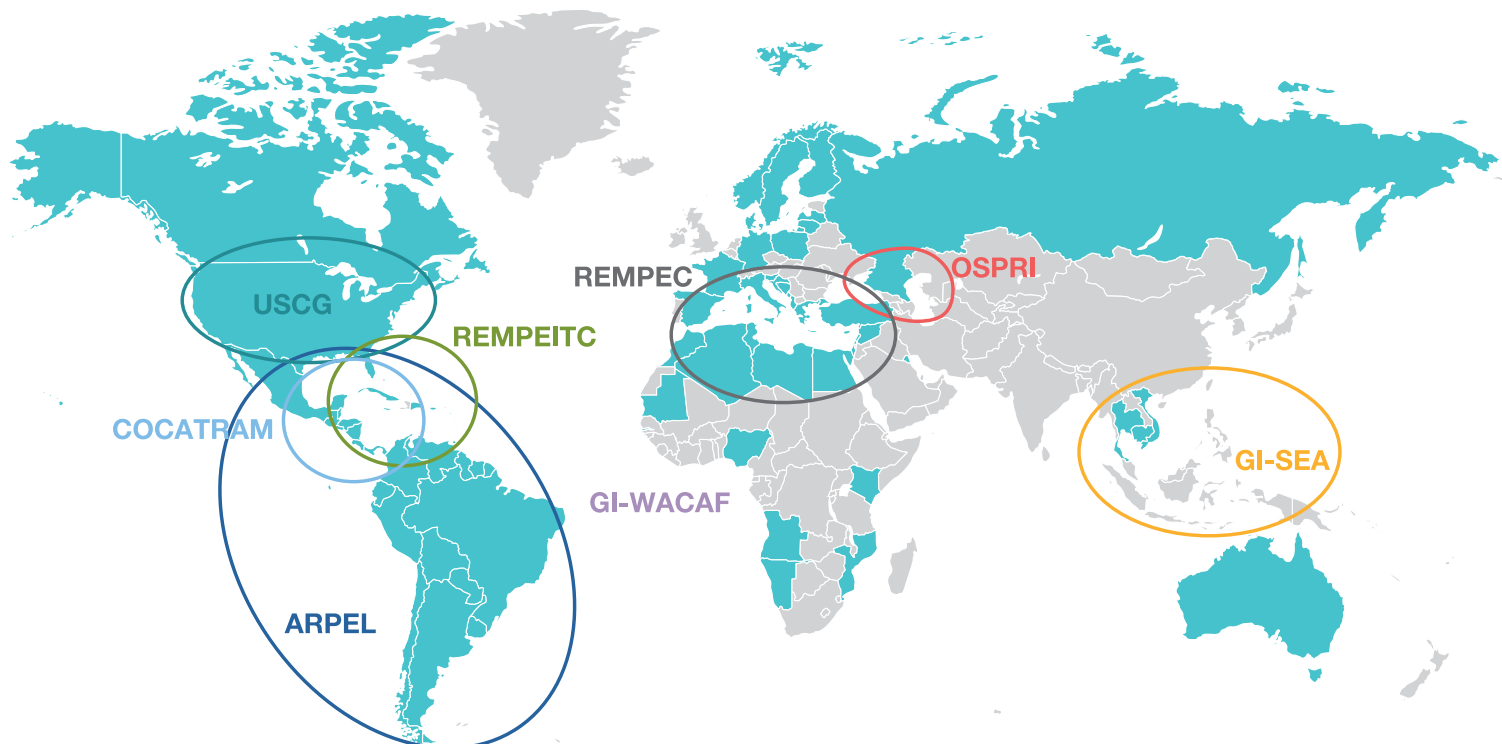 REMPEC
OSPRI
USCG
REMPEITC
COCATRAM
GI-SEA
GI-WACAF
ARPEL